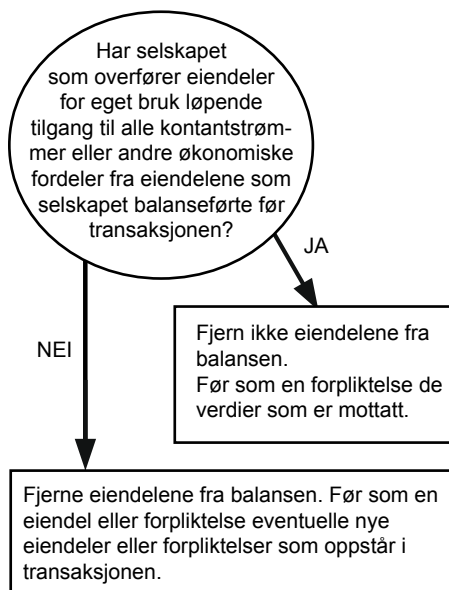 Har selskapet
som overfører eiendeler
for eget bruk løpende
tilgang til alle kontantstrøm-
mer eller andre økonomiske
fordeler fra eiendelene som
selskapet balanseførte før
transaksjonen?
JA
NEI
Fjern ikke eiendelene fra
balansen.
Før som en forpliktelse de
verdier som er mottatt.
Fjerne eiendelene fra balansen. Før som en
eiendel eller forpliktelse eventuelle nye
eiendeler eller forpliktelser som oppstår i
transaksjonen.